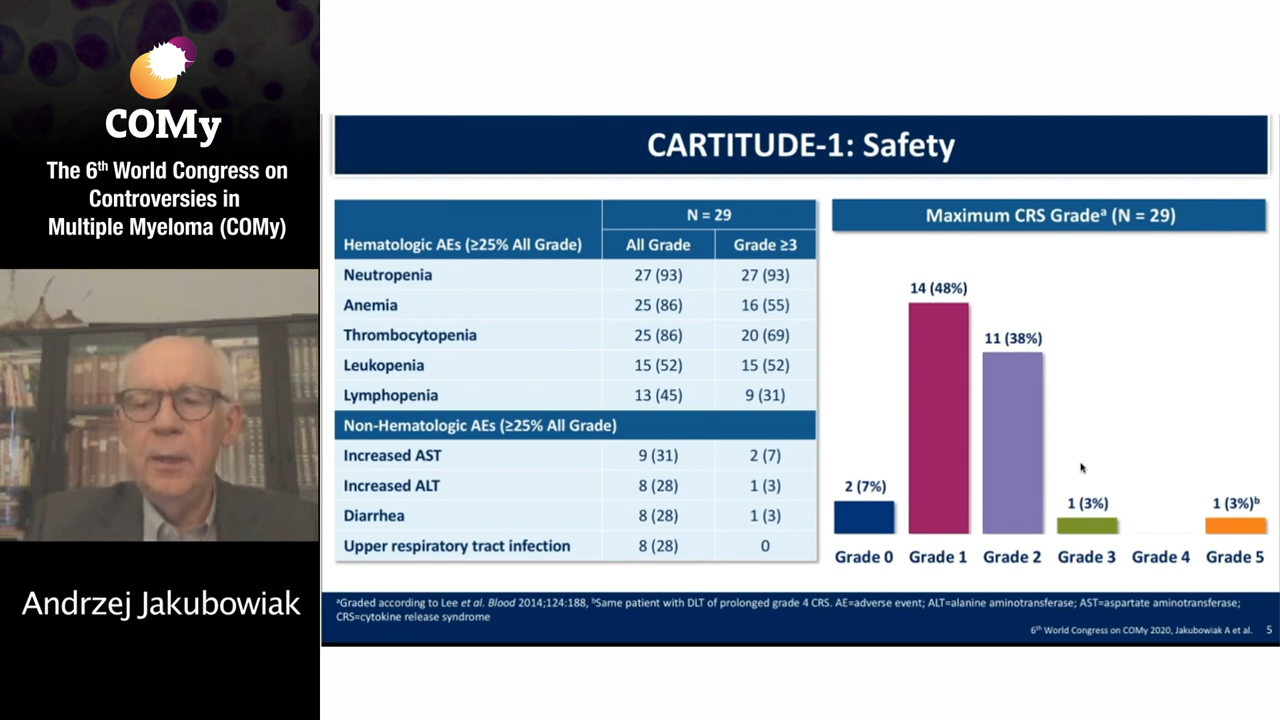 COMy
The 6th World Congress on
Controversies in
Multiple Myeloma (COMy)
Andrzej Jakubowiak
CARTITUDE-1: Safety
N = 29
Hematologic AEs (≥25% All Grade) All Grade Grade ≥3
Neutropenia 27 (93) 27 (93)
Anemia 25 (86) 16 (55)
Thrombocytopenia 25 (86) 20 (69)
Leukopenia 15 (52) 15 (52)
Lymphopenia 13 (45) 9 (31)
Non-Hematologic AEs (≥25% All Grade)
Increased AST 9 (31) 2 (7)
Increased ALT 8 (28) 1 (3)
Diarrhea 8 (28) 1 (3)
Upper respiratory tract infection 8 (28) 0
Maximum CRS Gradeᵃ (N = 29)
14 (48%)
11 (38%)
2 (7%) 1 (3%) 1 (3%)ᵇ
Grade 0 Grade 1 Grade 2 Grade 3 Grade 4 Grade 5
ᵃGraded according to Lee et al. Blood 2014;124:188, ᵇSame patient with DLT of prolonged grade 4 CRS. AE=adverse event; ALT=alanine aminotransferase; AST=aspartate aminotransferase;
CRS=cytokine release syndrome
6th World Congress on COMy 2020, Jakubowiak A et al. 5